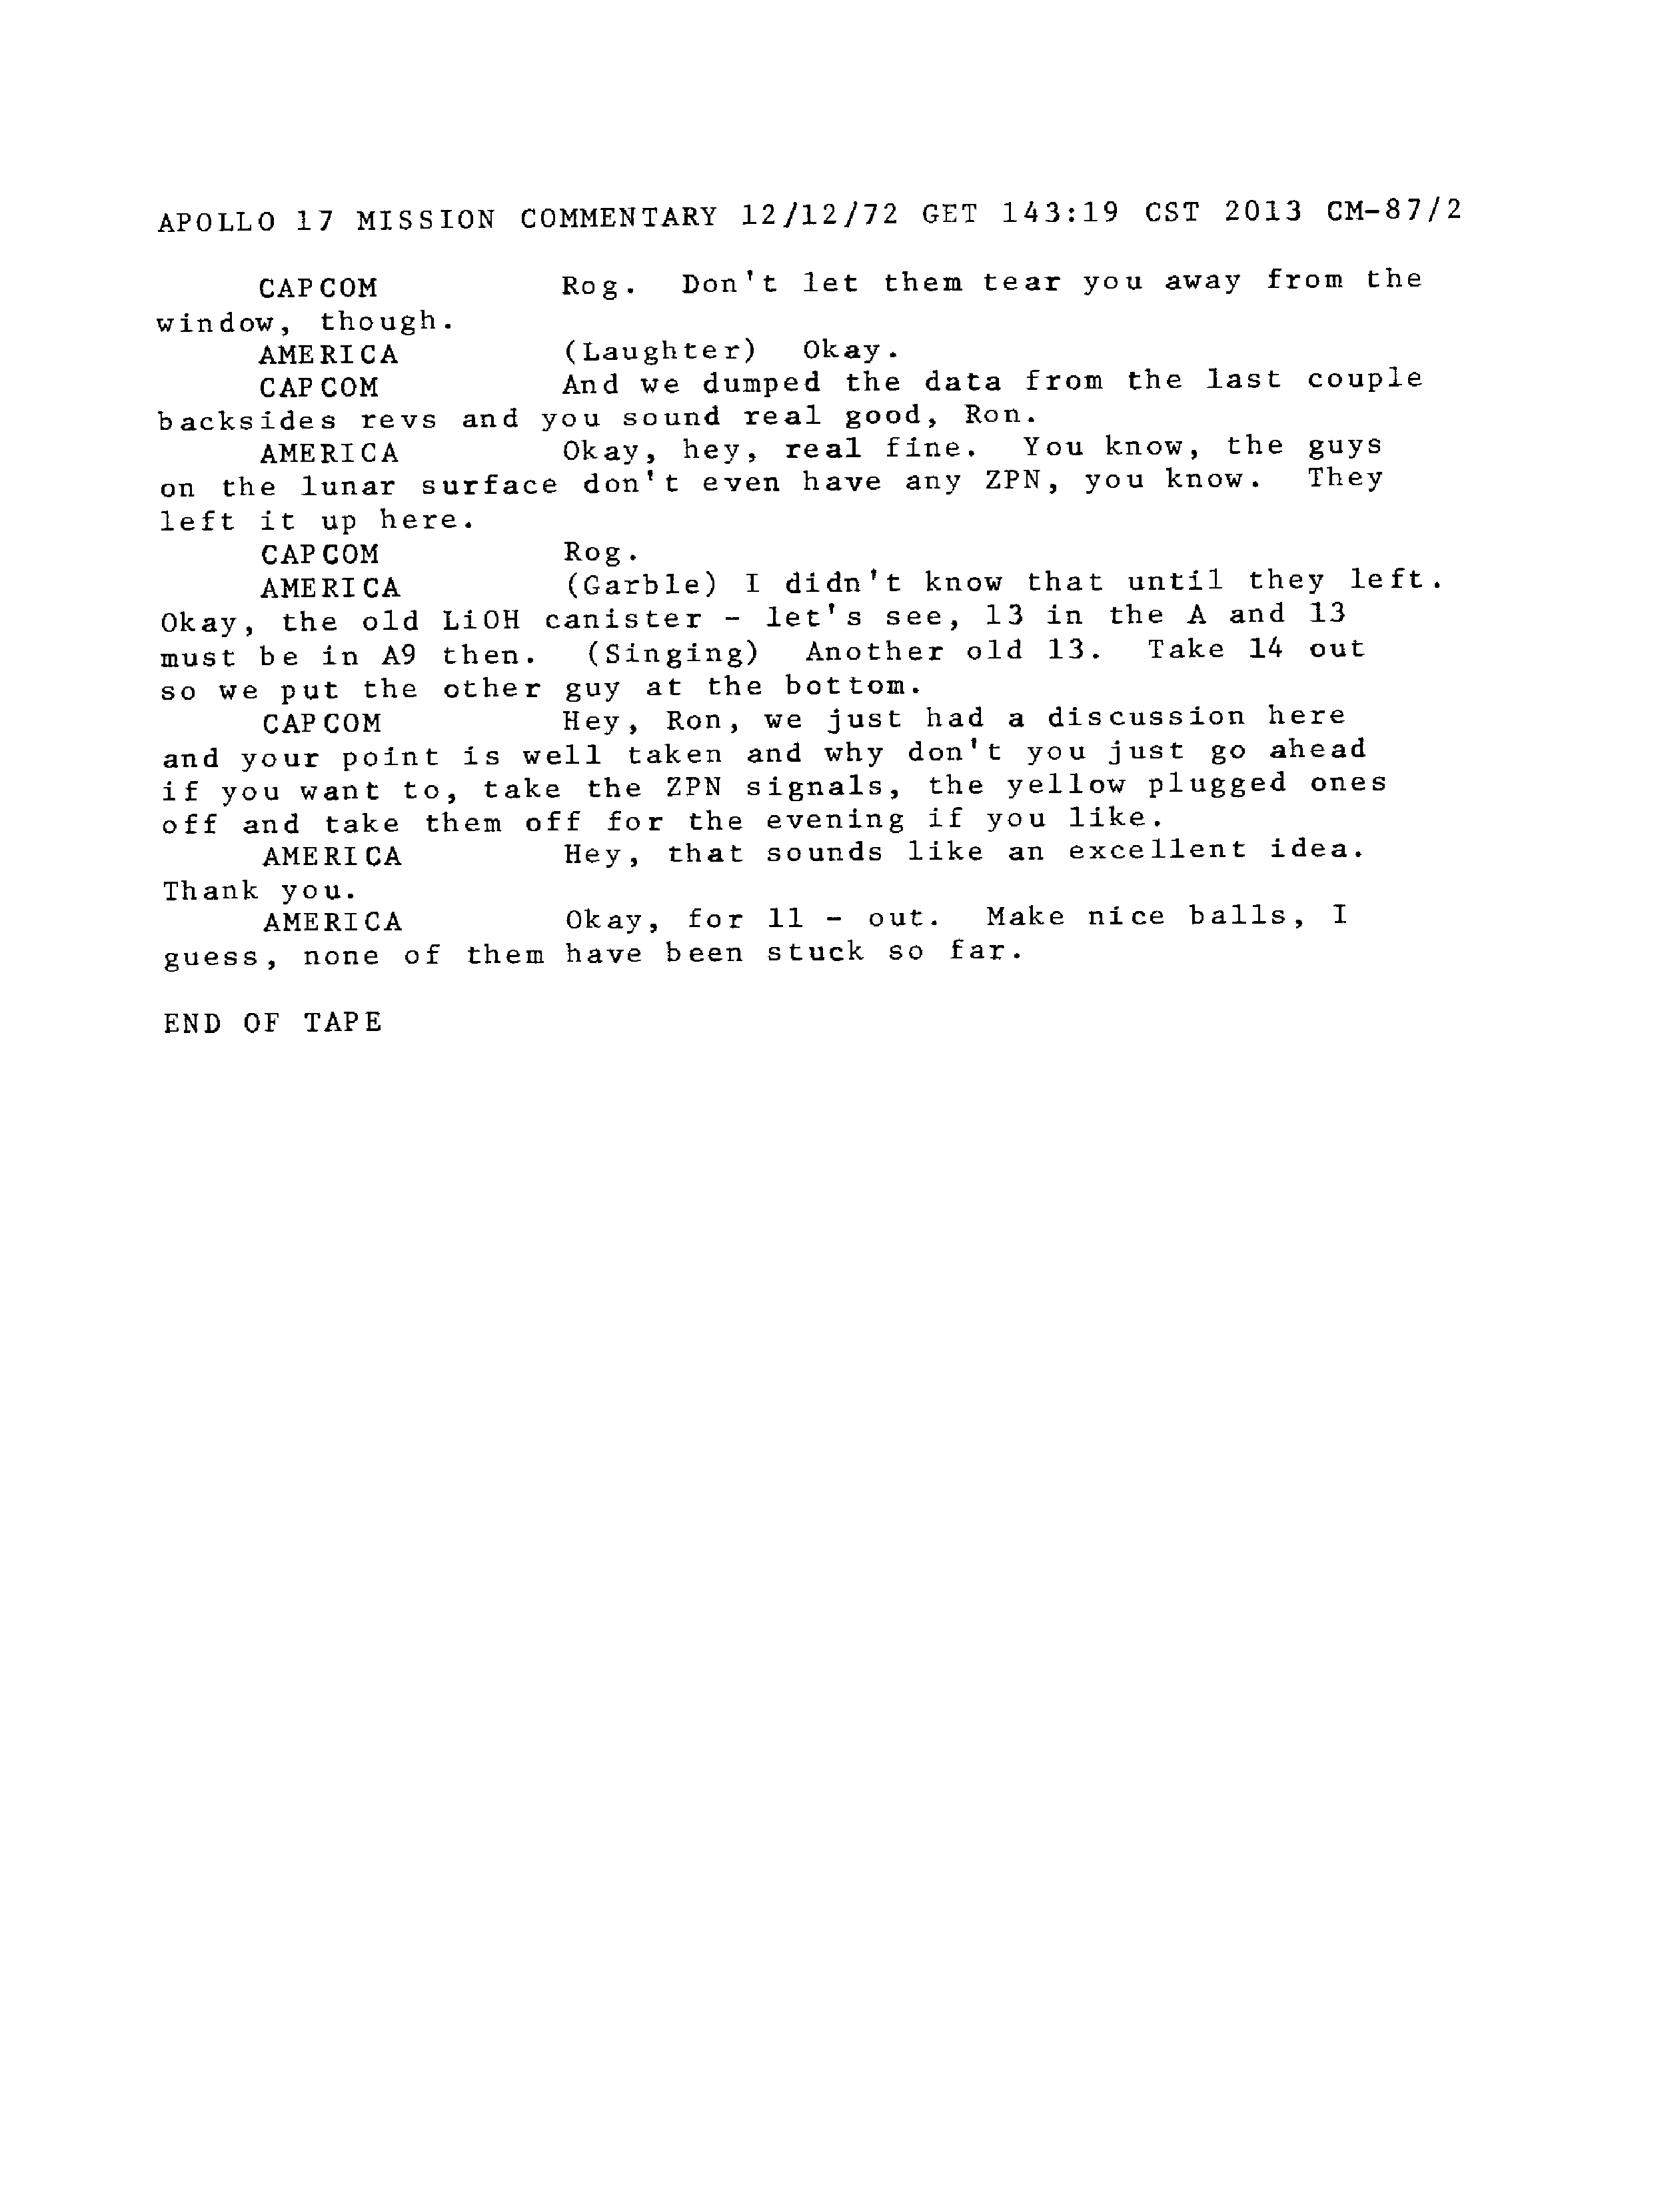 APOLLO 17 MISSION COMMENTARY 12/12/72 GET 143:19 CST 2013 CM-87/2
CAPCOM Rog. Don't let them tear you away from the
window, though.
AMERICA (Laughter) Okay.
CAPCOM And we dumped the data from the last couple
backsides revs and you sound real good, Ron.
AMERICA Okay, hey, real fine. You know, the guys
on the lunar surface don't even have any ZPN, you know. They
left it up here.
CAPCOM Rog.
AMERICA (Garble) I didn't know that until they left.
Okay, the old LiOH canister - let's see, 13 in the A and 13
must be in A9 then. (Singing) Another old 13. Take 14 out
so we put the other guy at the bottom.
CAPCOM Hey, Ron, we just had a discussion here
and your point is well taken and why don't you just go ahead
if you want to, take the ZPN signals, the yellow plugged ones
off and take them off for the evening if you like.
AMERICA Hey, that sounds like an excellent idea.
Thank you.
AMERICA Okay, for 11 - out. Make nice balls, I
guess, none of them have been stuck so far.
END OF TAPE